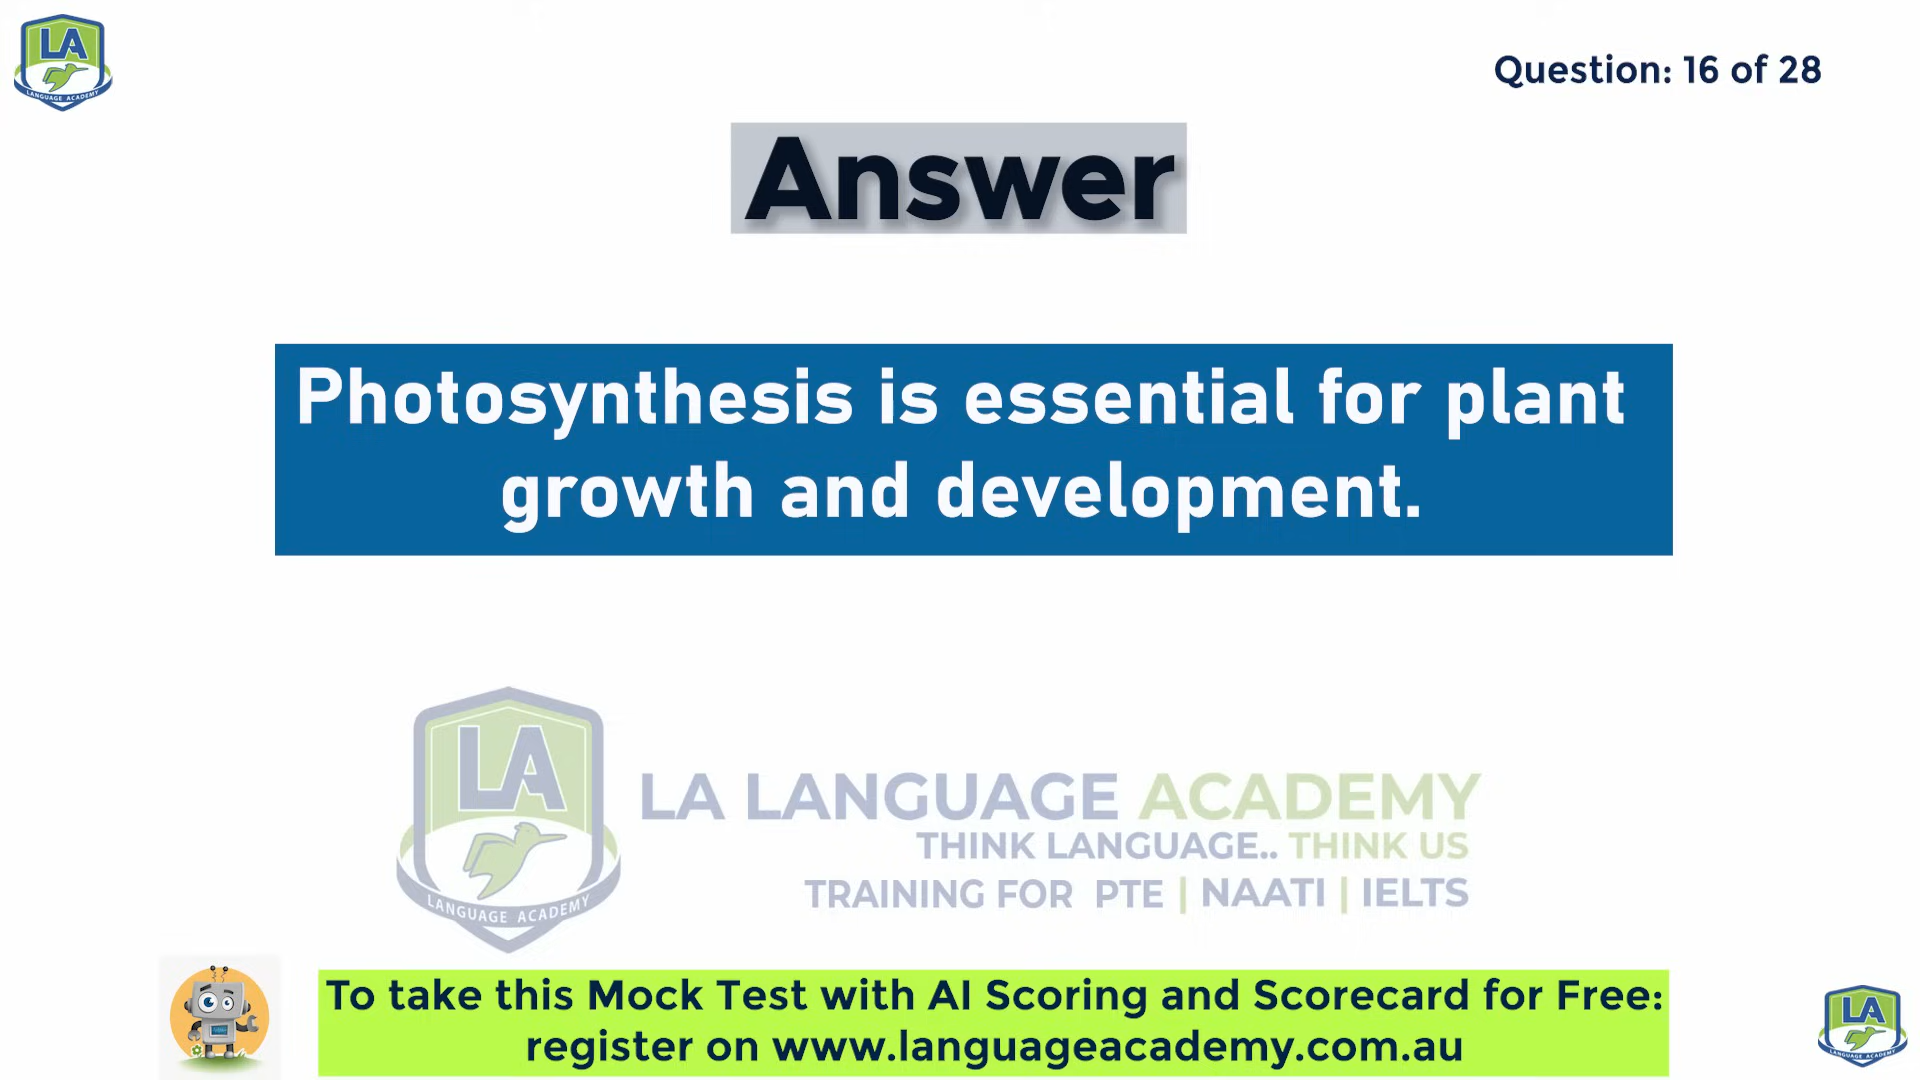 LA
LANGUAGE ACADEMY
Question: 16 of 28
Answer
Photosynthesis is essential for plant
growth and development.
LA
LANGUAGE ACADEMY
LA LANGUAGE ACADEMY
THINK LANGUAGE.. THINK US
TRAINING FOR PTE | NAATI | IELTS
To take this Mock Test with AI Scoring and Scorecard for Free:
register on www.languageacademy.com.au
LA
LANGUAGE ACADEMY